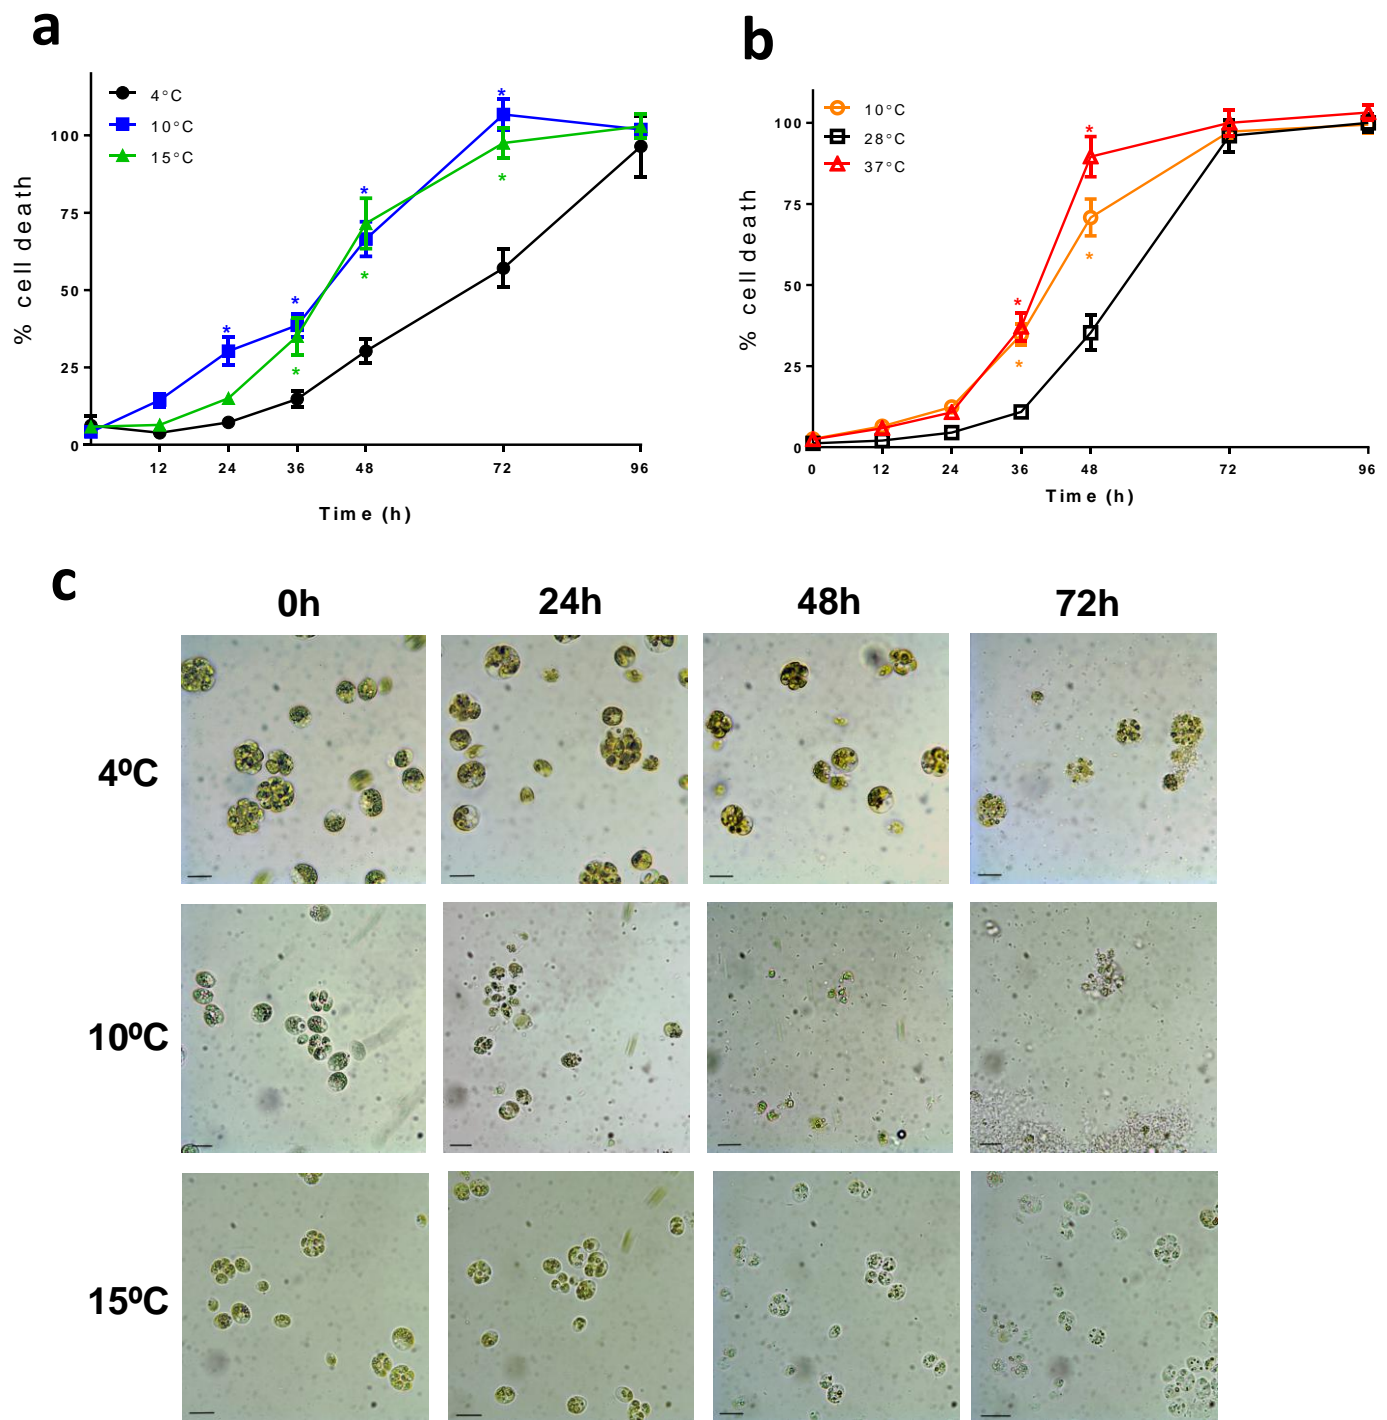 a
4°C
10°C
15°C
100
75
50
25
0
% cell death
12 24 36 48 72 96
Time (h)
* * * * * * *
b
10°C
28°C
37°C
100
75
50
25
0
% cell death
0 12 24 36 48 72 96
Time (h)
* * * *
c
0h 24h 48h 72h
4ºC
10ºC
15ºC